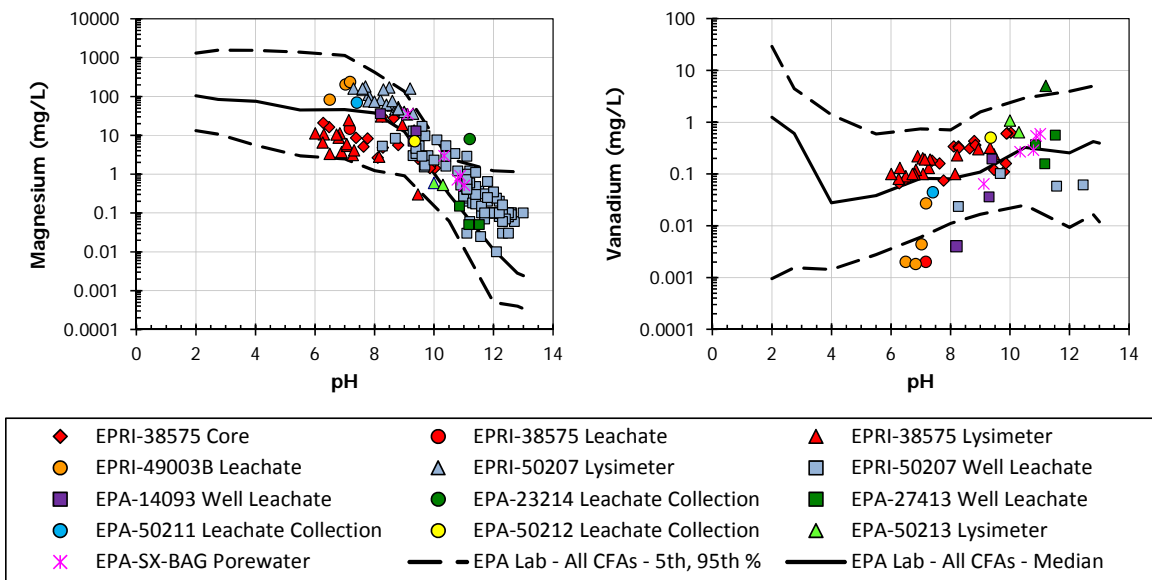 10000
1000
100
10
1
0.1
0.01
0.001
0.0001
Magnesium (mg/L)
0 2 4 6 8 10 12 14
pH
100
10
1
0.1
0.01
0.001
0.0001
Vanadium (mg/L)
0 2 4 6 8 10 12 14
pH
EPRI-38575 Core EPRI-38575 Leachate EPRI-38575 Lysimeter
EPRI-49003B Leachate EPRI-50207 Lysimeter EPRI-50207 Well Leachate
EPA-14093 Well Leachate EPA-23214 Leachate Collection EPA-27413 Well Leachate
EPA-50211 Leachate Collection EPA-50212 Leachate Collection EPA-50213 Lysimeter
EPA-SX-BAG Porewater EPA Lab - All CFAs - 5th, 95th % EPA Lab - All CFAs - Median